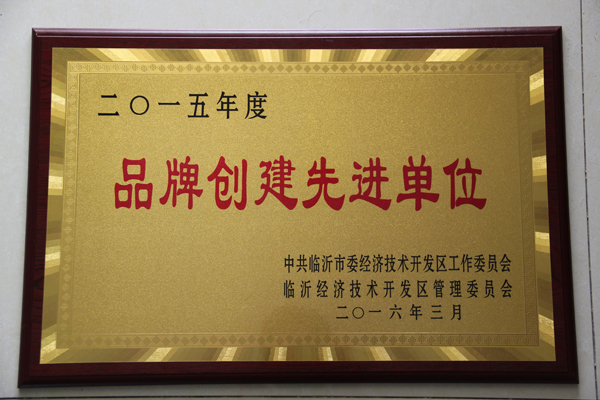 二〇一五年度
品牌创建先进单位
中共临沂市委经济技术开发区工作委员会
临沂经济技术开发区管理委员会
二〇一六年三月